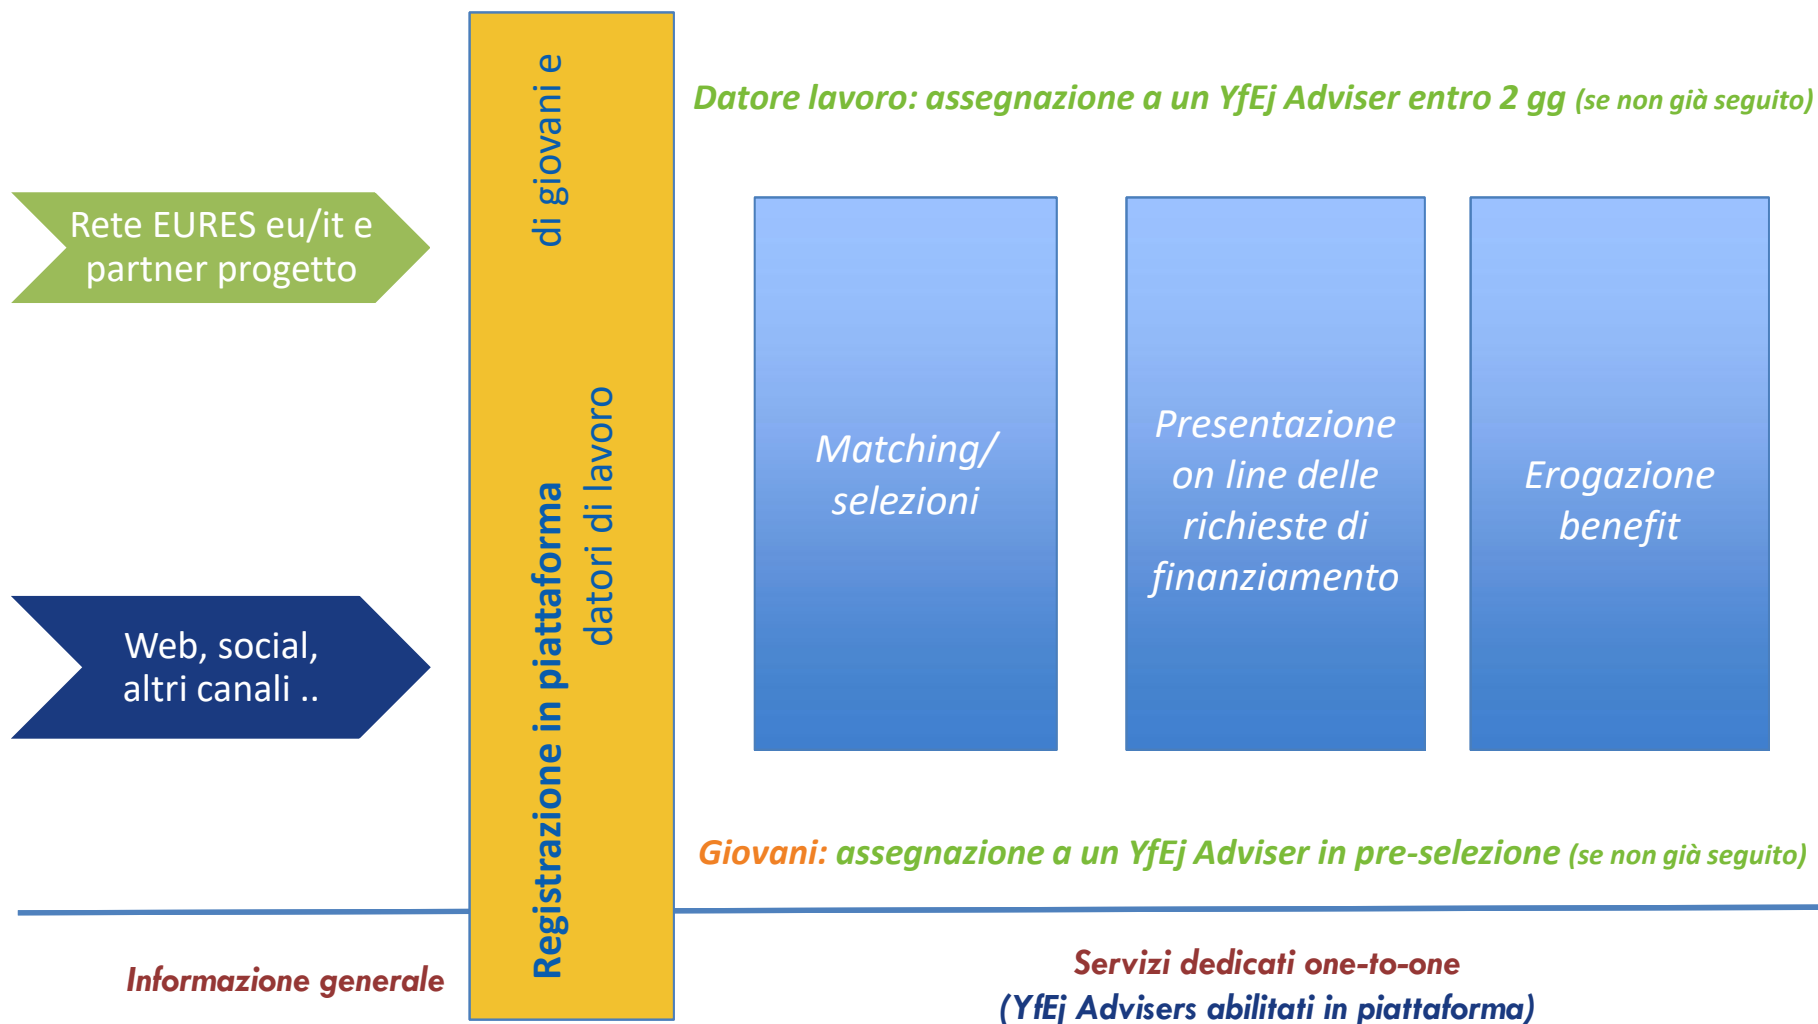 Rete EURES eu/it e
partner progetto
Web, social,
altri canali ..
Registrazione in piattaforma di giovani e
datori di lavoro
Datore lavoro: assegnazione a un YfEj Adviser entro 2 gg (se non già seguito)
Matching/
selezioni
Presentazione
on line delle
richieste di
finanziamento
Erogazione
benefit
Giovani: assegnazione a un YfEj Adviser in pre-selezione (se non già seguito)
Informazione generale
Servizi dedicati one-to-one
(YfEj Advisers abilitati in piattaforma)